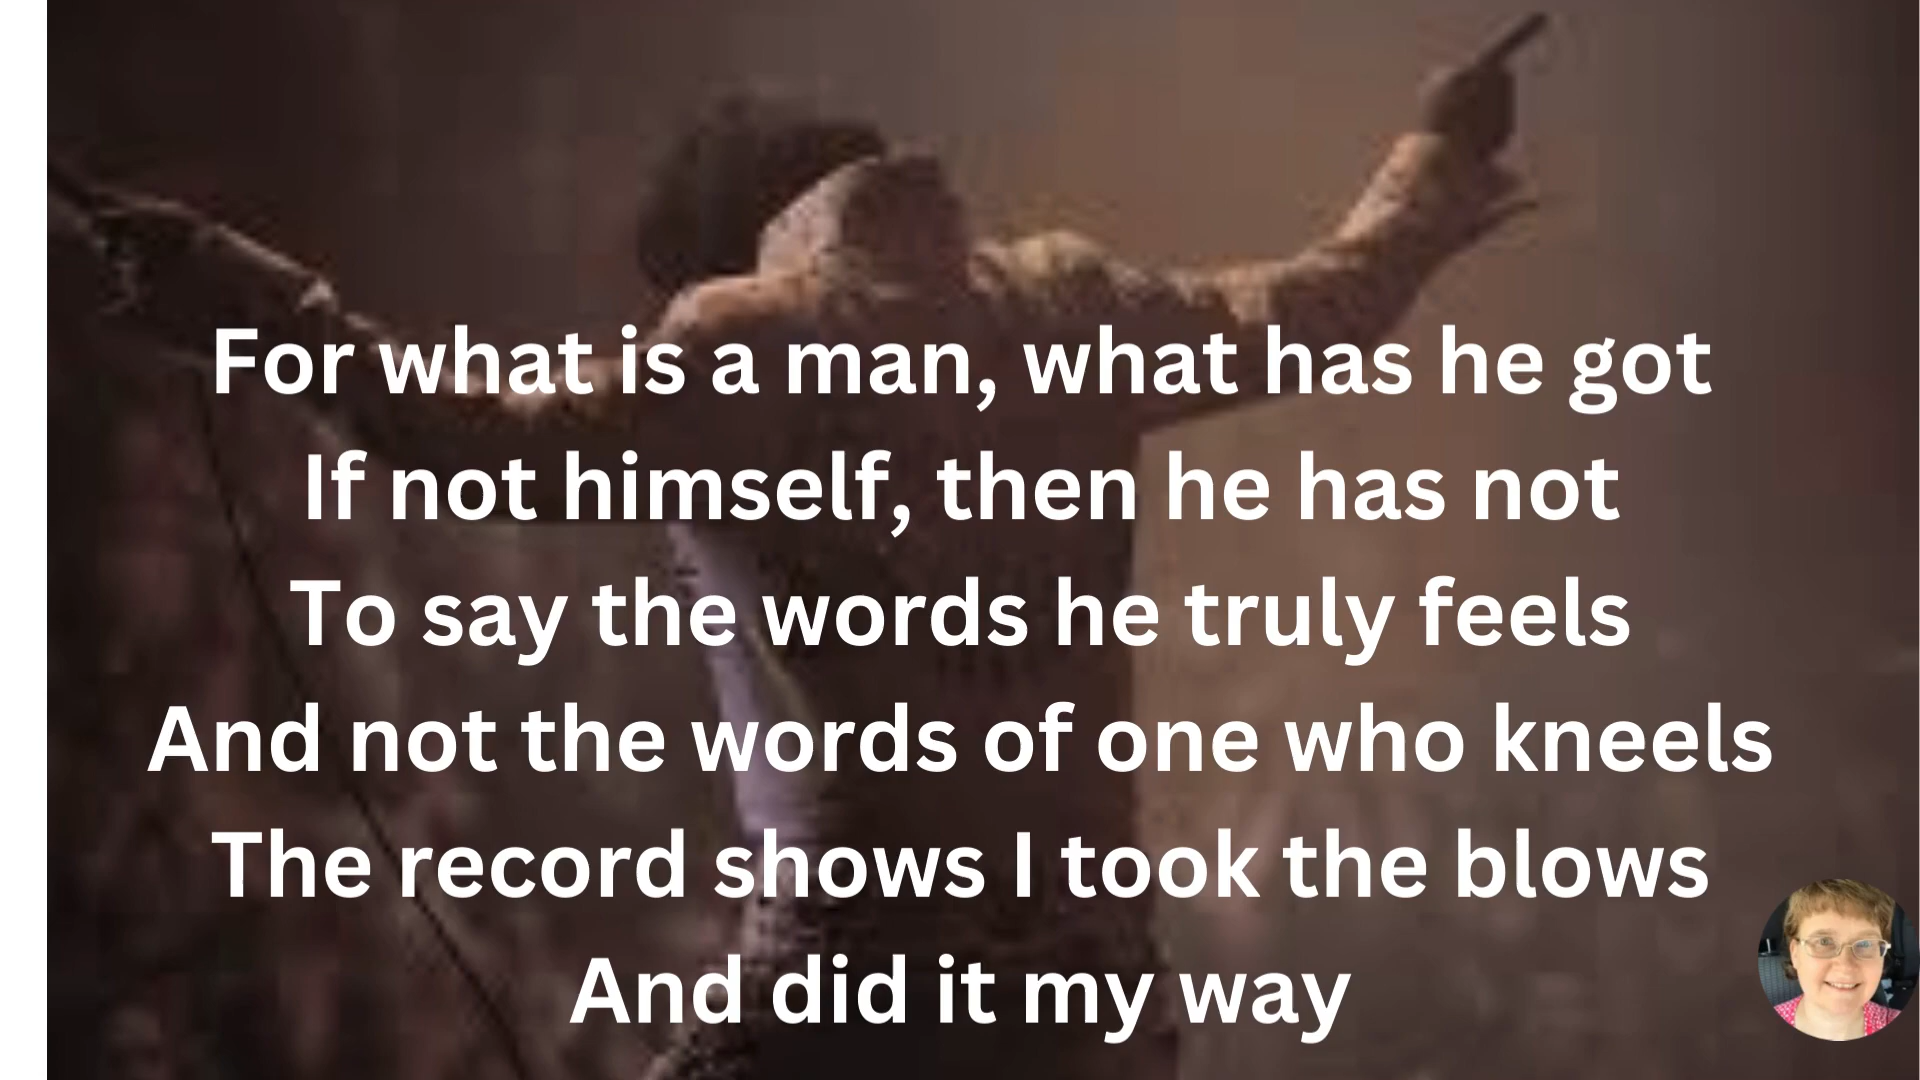 For what is a man, what has he got
If not himself, then he has not
To say the words he truly feels
And not the words of one who kneels
The record shows I took the blows
And did it my way